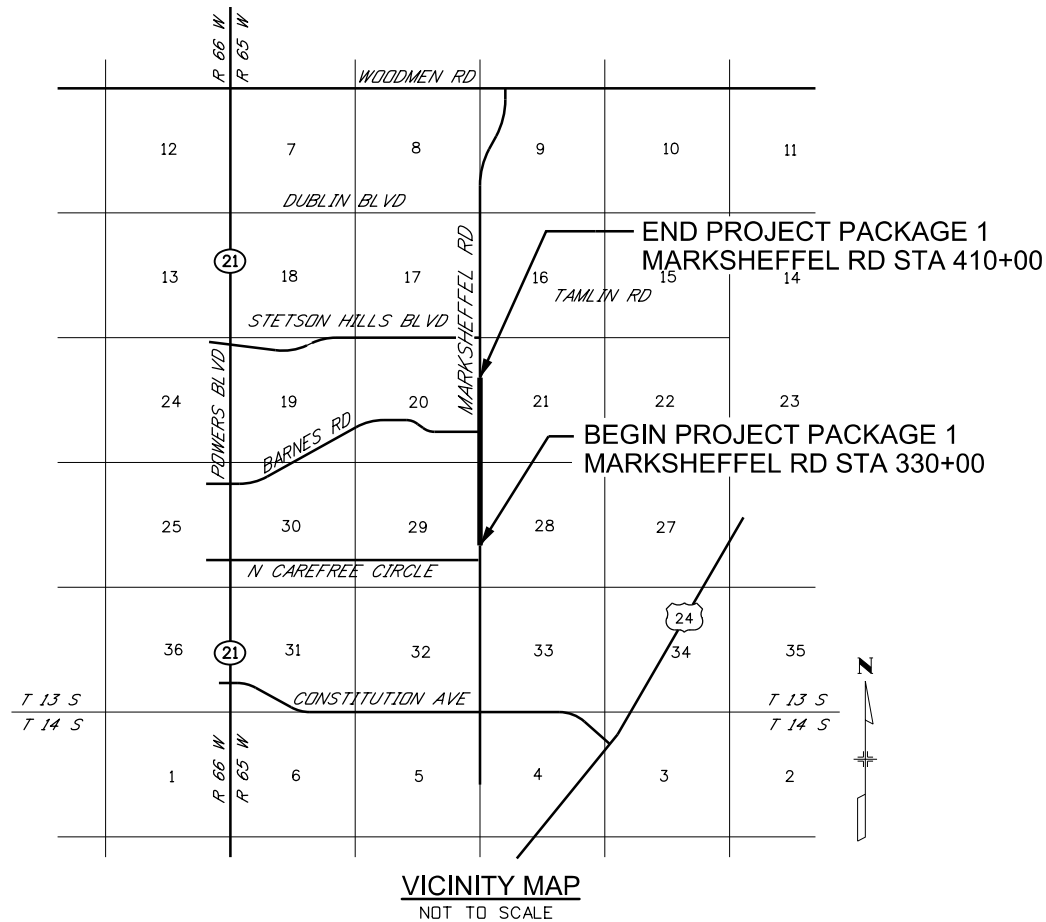 R 66 W
R 65 W
WOODMEN RD
12
7
8
9
10
11
DUBLIN BLVD
MARKSHEFFEL RD
END PROJECT PACKAGE 1
MARKSHEFFEL RD STA 410+00
21
13
18
17
16
15
14
TAMLIN RD
STETSON HILLS BLVD
POWERS BLVD
24
19
20
21
22
23
BARNES RD
BEGIN PROJECT PACKAGE 1
MARKSHEFFEL RD STA 330+00
25
30
29
28
27
N CAREFREE CIRCLE
24
36
21
31
32
33
34
35
N
T 13 S
CONSTITUTION AVE
T 13 S
T 14 S
T 14 S
R 66 W
R 65 W
1
6
5
4
3
2
VICINITY MAP
NOT TO SCALE